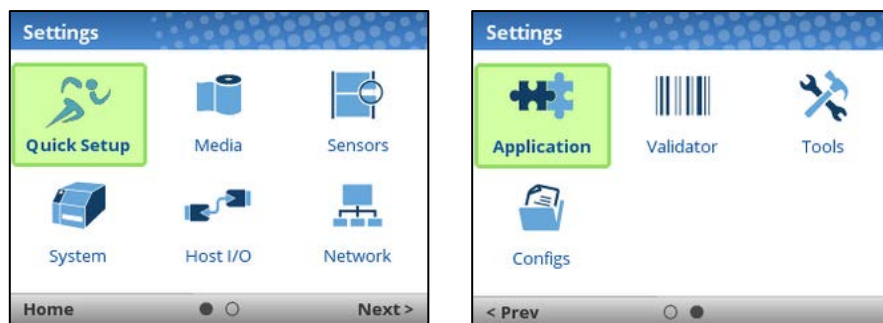 Settings
Quick Setup Media Sensors
System Host I/O Network
Home Next >
Settings
Application Validator Tools
Configs
< Prev